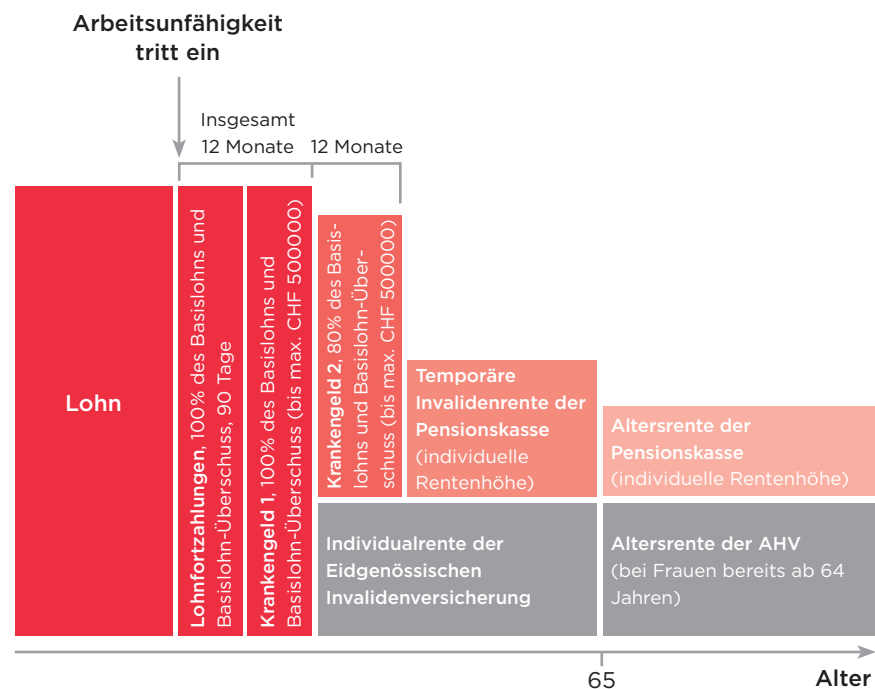 Arbeitsunfähigkeit
tritt ein
Insgesamt
12 Monate
12 Monate
Lohn
Lohnfortzahlungen, 100% des Basislohns und
Basislohn-Überschuss, 90 Tage
Krankengeld 1, 100% des Basislohns und
Basislohn-Überschuss (bis max. CHF 500000)
Krankengeld 2, 80% des Basis-
lohns und Basislohn-Über-
schuss (bis max. CHF 500000)
Temporäre
Invalidenrente der
Pensionskasse
(individuelle
Rentenhöhe)
Altersrente der
Pensionskasse
(individuelle Rentenhöhe)
Individualrente der
Eidgenössischen
Invalidenversicherung
Altersrente der AHV
(bei Frauen bereits ab 64
Jahren)
65
Alter